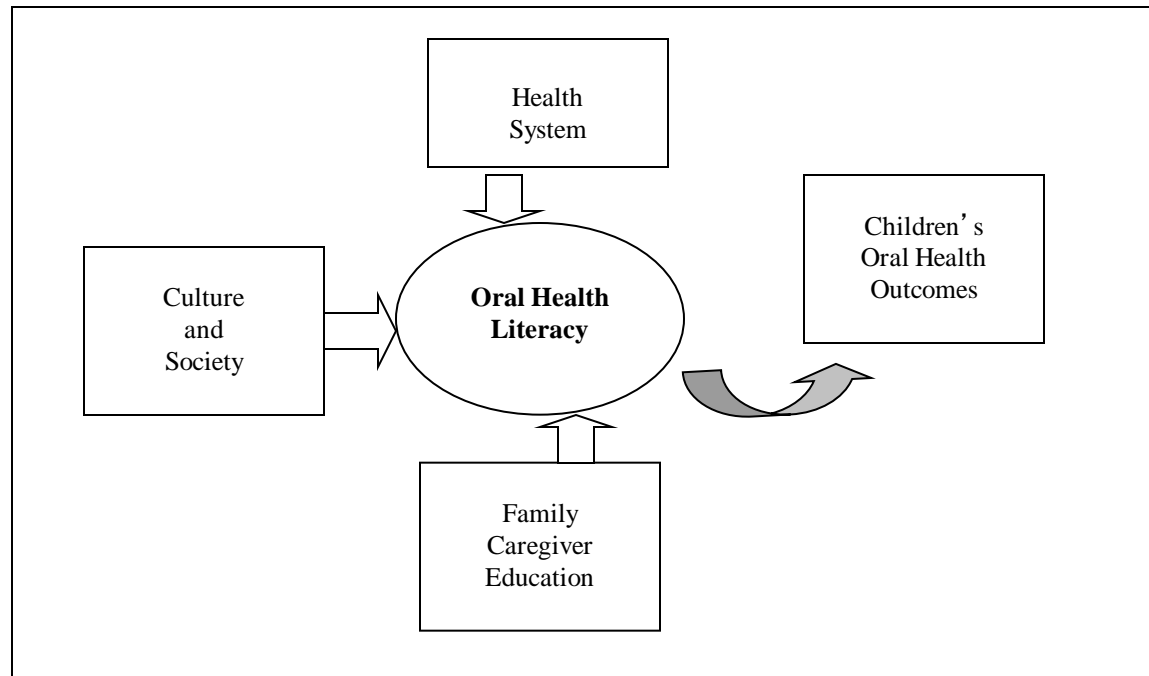 Health
System
Children’s
Oral Health
Outcomes
Culture
and
Society
Oral Health
Literacy
Family
Caregiver
Education